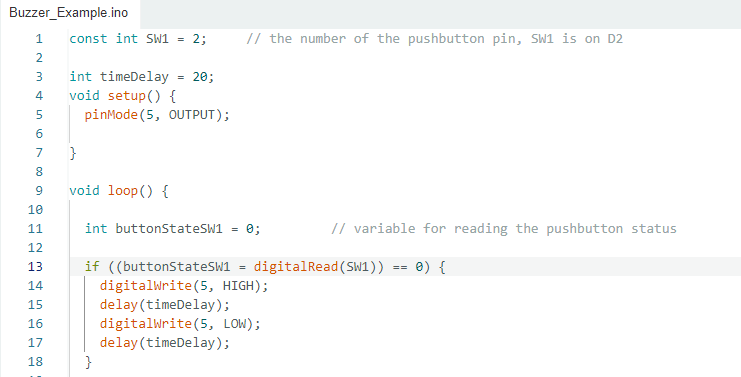 Buzzer_Example.ino
1 const int SW1 = 2;     // the number of the pushbutton pin, SW1 is on D2
2
3 int timeDelay = 20;
4 void setup() {
5   pinMode(5, OUTPUT);
6
7 }
8
9 void loop() {
10
11   int buttonStateSW1 = 0;         // variable for reading the pushbutton status
12
13   if ((buttonStateSW1 = digitalRead(SW1)) == 0) {
14     digitalWrite(5, HIGH);
15     delay(timeDelay);
16     digitalWrite(5, LOW);
17     delay(timeDelay);
18   }